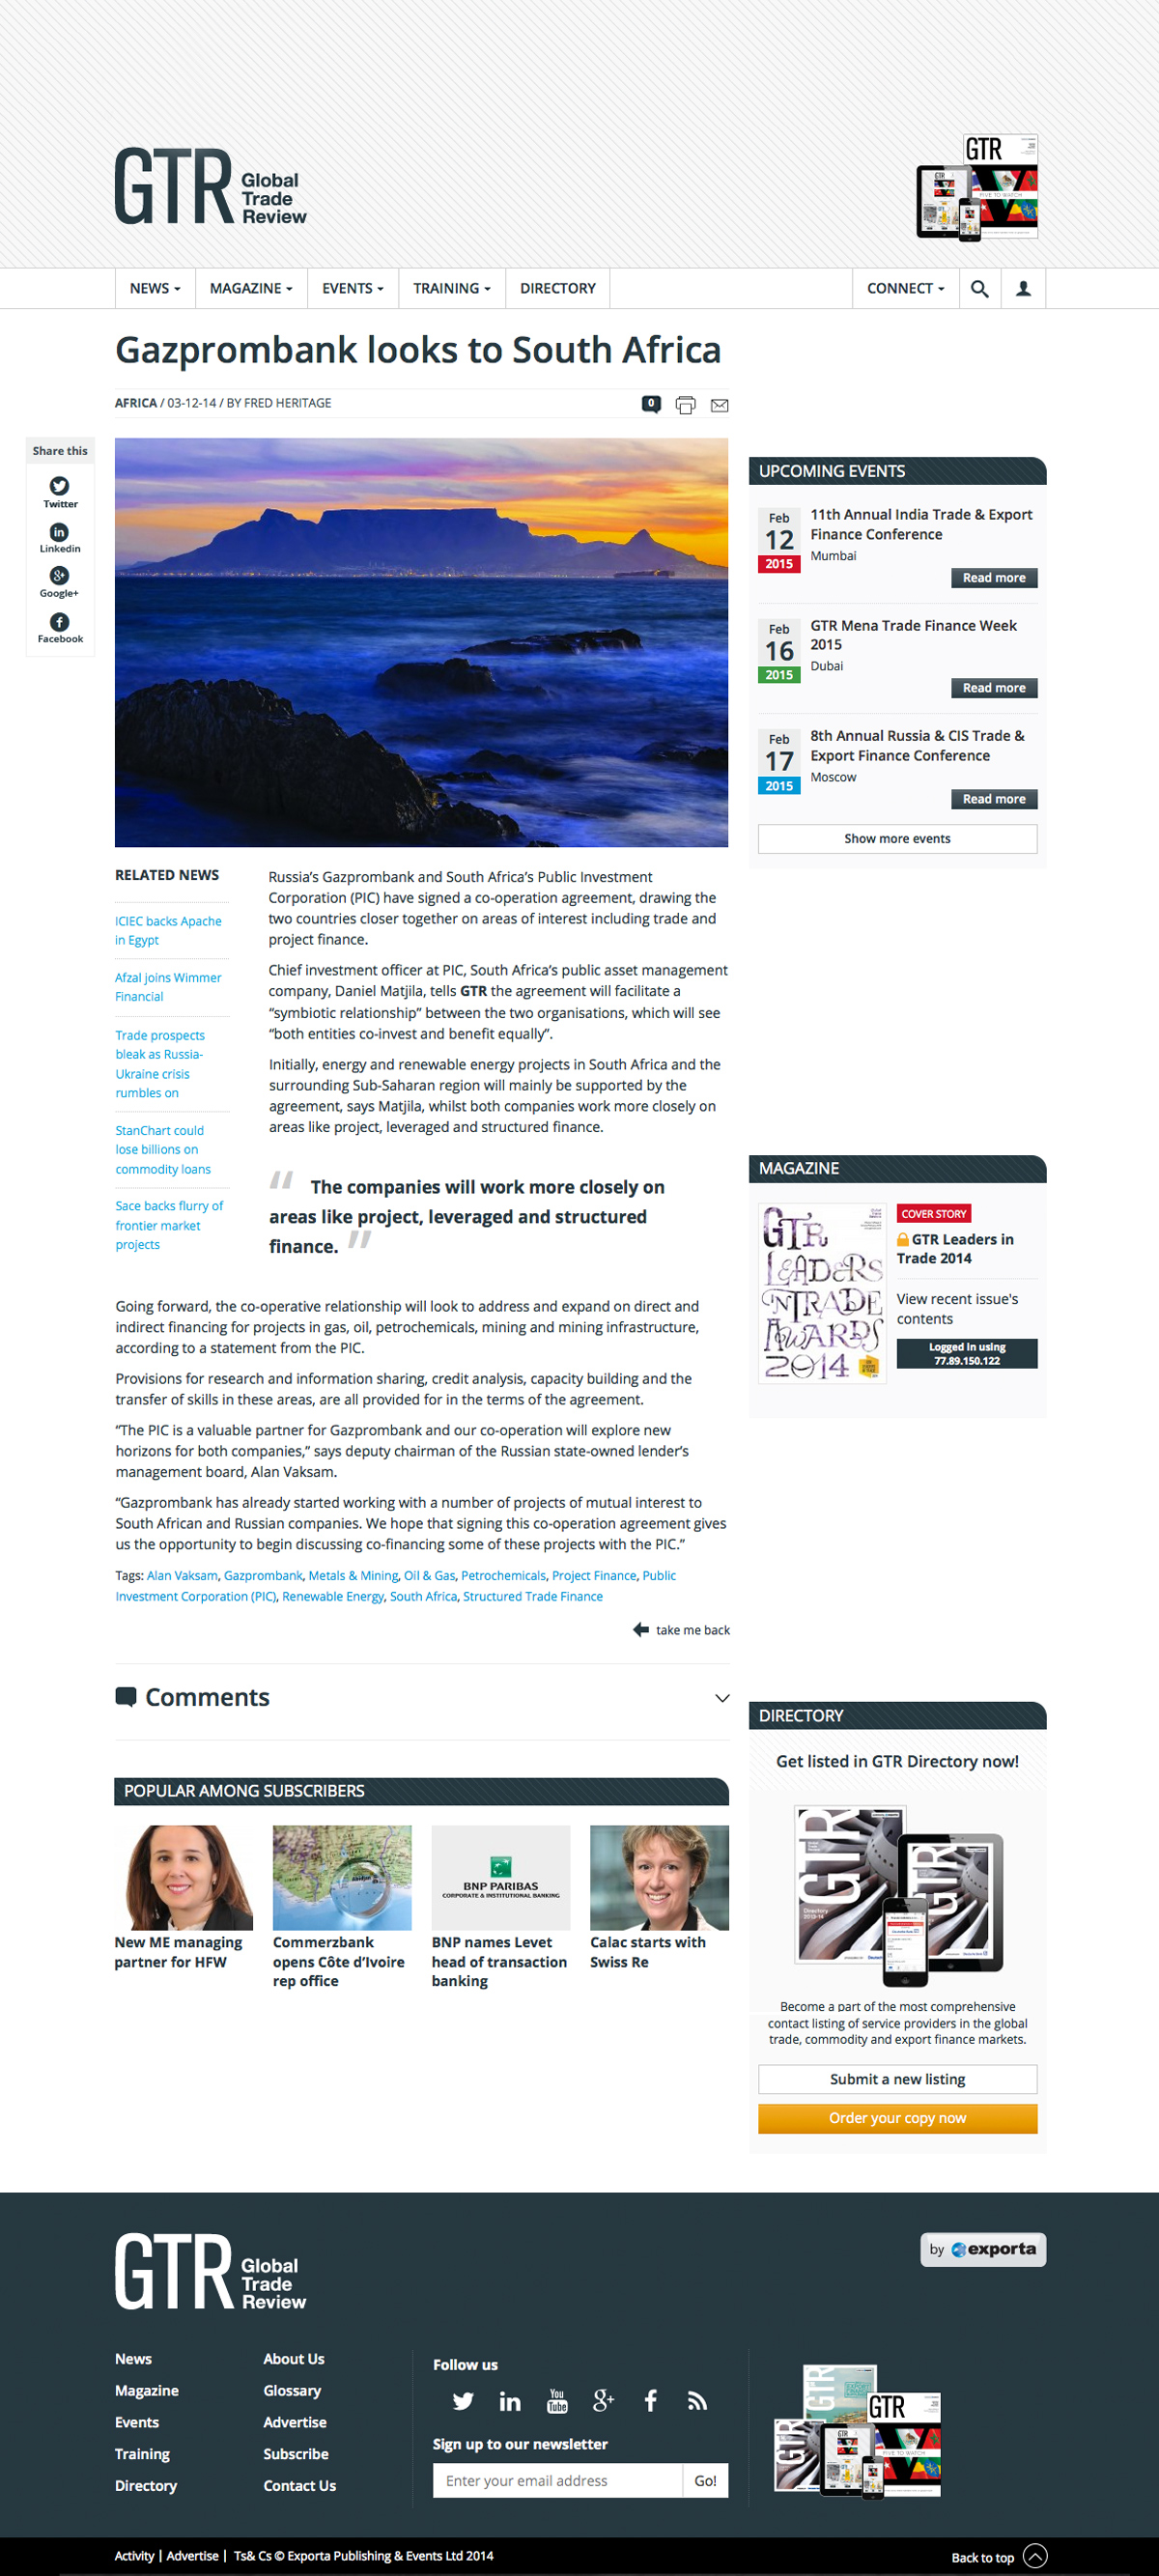 GTR Global
Trade
Review
GTR
FIVE TO WATCH
NEWS
MAGAZINE
EVENTS
TRAINING
DIRECTORY
CONNECT
Gazprombank looks to South Africa
AFRICA / 03-12-14 / BY FRED HERITAGE
0
Share this
Twitter
Linkedin
Google+
Facebook
RELATED NEWS
ICIEC backs Apache
in Egypt
Afzal joins Wimmer
Financial
Trade prospects
bleak as Russia-
Ukraine crisis
rumbles on
StanChart could
lose billions on
commodity loans
Sace backs flurry of
frontier market
projects
Russia’s Gazprombank and South Africa’s Public Investment
Corporation (PIC) have signed a co-operation agreement, drawing the
two countries closer together on areas of interest including trade and
project finance.
Chief investment officer at PIC, South Africa’s public asset management
company, Daniel Matjila, tells GTR the agreement will facilitate a
“symbiotic relationship” between the two organisations, which will see
“both entities co-invest and benefit equally”.
Initially, energy and renewable energy projects in South Africa and the
surrounding Sub-Saharan region will mainly be supported by the
agreement, says Matjila, whilst both companies work more closely on
areas like project, leveraged and structured finance.
“ The companies will work more closely on
areas like project, leveraged and structured
finance. ”
Going forward, the co-operative relationship will look to address and expand on direct and
indirect financing for projects in gas, oil, petrochemicals, mining and mining infrastructure,
according to a statement from the PIC.
Provisions for research and information sharing, credit analysis, capacity building and the
transfer of skills in these areas, are all provided for in the terms of the agreement.
“The PIC is a valuable partner for Gazprombank and our co-operation will explore new
horizons for both companies,” says deputy chairman of the Russian state-owned lender’s
management board, Alan Vaksam.
“Gazprombank has already started working with a number of projects of mutual interest to
South African and Russian companies. We hope that signing this co-operation agreement gives
us the opportunity to begin discussing co-financing some of these projects with the PIC.”
Tags: Alan Vaksam, Gazprombank, Metals & Mining, Oil & Gas, Petrochemicals, Project Finance, Public
Investment Corporation (PIC), Renewable Energy, South Africa, Structured Trade Finance
take me back
Comments
POPULAR AMONG SUBSCRIBERS
BNP PARIBAS
CORPORATE & INSTITUTIONAL BANKING
New ME managing
partner for HFW
Commerzbank
opens Côte d’Ivoire
rep office
BNP names Levet
head of transaction
banking
Calac starts with
Swiss Re
UPCOMING EVENTS
Feb
12
2015
11th Annual India Trade & Export
Finance Conference
Mumbai
Read more
Feb
16
2015
GTR Mena Trade Finance Week
2015
Dubai
Read more
Feb
17
2015
8th Annual Russia & CIS Trade &
Export Finance Conference
Moscow
Read more
Show more events
MAGAZINE
GTR
LEADERS
'N TRADE
AWARDS
2014
COVER STORY
GTR Leaders in
Trade 2014
View recent issue's
contents
Logged in using
77.89.150.122
DIRECTORY
Get listed in GTR Directory now!
GTR
Directory
2013-14
GTR
Become a part of the most comprehensive
contact listing of service providers in the global
trade, commodity and export finance markets.
Submit a new listing
Order your copy now
GTR Global
Trade
Review
by exporta
News
Magazine
Events
Training
Directory
About Us
Glossary
Advertise
Subscribe
Contact Us
Follow us
You
Tube
Sign up to our newsletter
Enter your email address
Go!
GTR
GTR
GTR
FIVE TO WATCH
Activity | Advertise | Ts& Cs © Exporta Publishing & Events Ltd 2014
Back to top